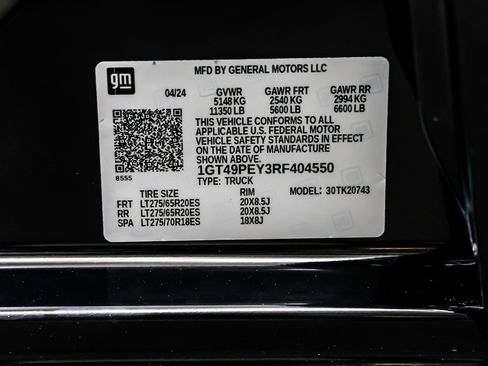 gm
MFD BY GENERAL MOTORS LLC
04/24 GVWR GAWR FRT GAWR RR
5148 KG 2540 KG 2994 KG
11350 LB 5600 LB 6600 LB
THIS VEHICLE CONFORMS TO ALL
APPLICABLE U.S. FEDERAL MOTOR
VEHICLE SAFETY STANDARDS IN EFFECT
ON THE DATE OF MANUFACTURE
SHOWN ABOVE.
8555 1GT49PEY3RF404550
TYPE: TRUCK
TIRE SIZE RIM MODEL: 30TK20743
FRT LT275/65R20ES 20X8.5J
RR LT275/65R20ES 20X8.5J
SPA LT275/70R18ES 18X8J